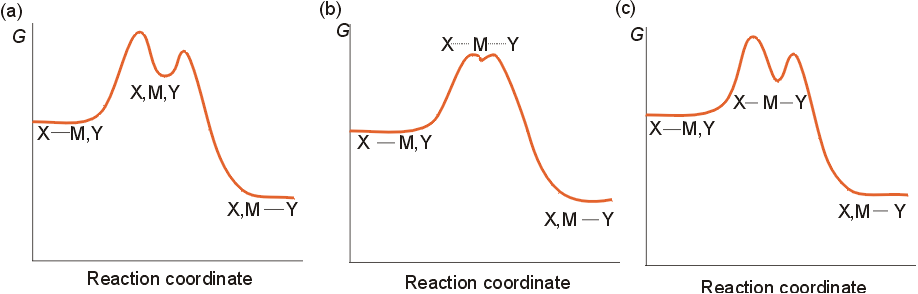 (a)
G
X,M,Y
X—M,Y
X,M—Y
Reaction coordinate
(b)
G
X┈┈M┈┈Y
X — M,Y
X,M—Y
Reaction coordinate
(c)
G
X–M–Y
X—M,Y
X,M–Y
Reaction coordinate